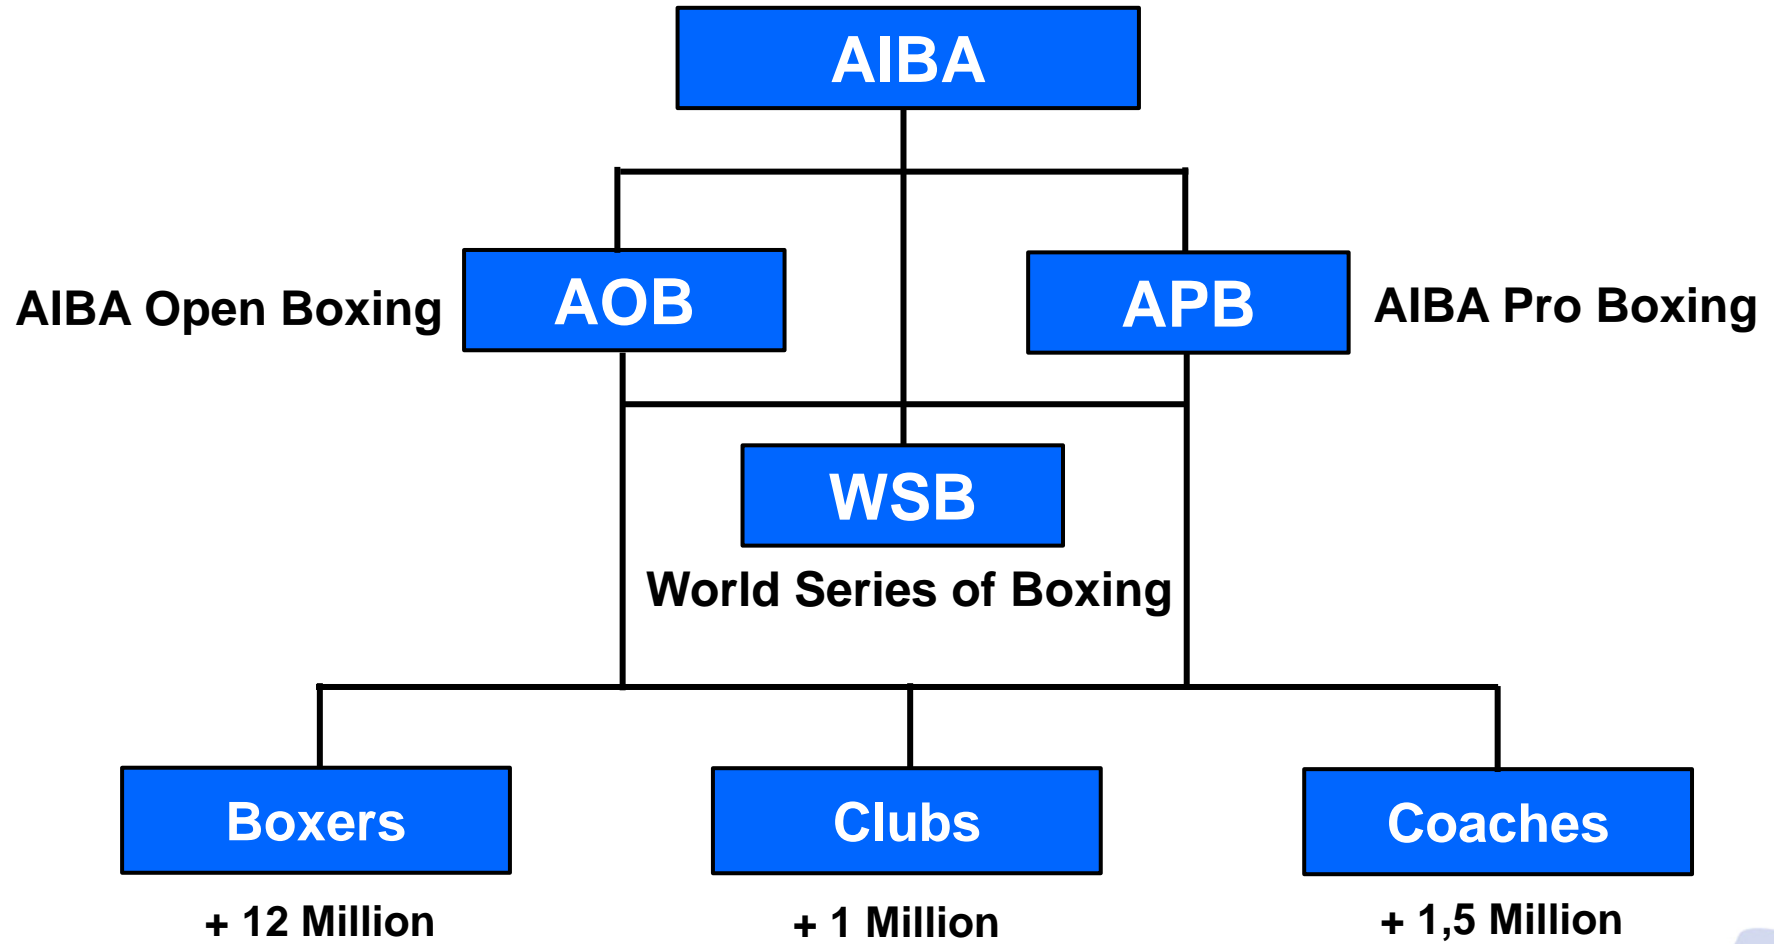 AIBA
AIBA Open Boxing
AOB
APB
AIBA Pro Boxing
WSB
World Series of Boxing
Boxers
Clubs
Coaches
+ 12 Million
+ 1 Million
+ 1,5 Million